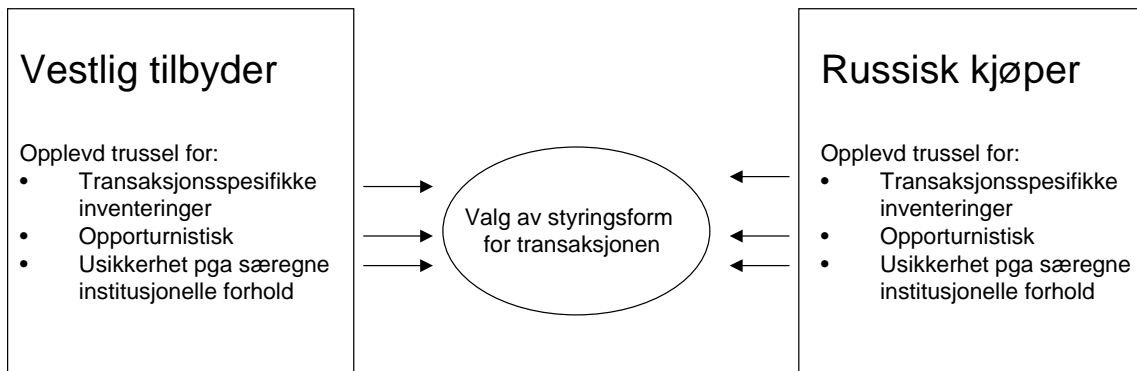 Vestlig tilbyder
Opplevd trussel for:
• Transaksjonsspesifikke
inventeringer
• Opporturnistisk
• Usikkerhet pga særegne
institusjonelle forhold
Valg av styringsform
for transaksjonen
Russisk kjøper
Opplevd trussel for:
• Transaksjonsspesifikke
inventeringer
• Opporturnistisk
• Usikkerhet pga særegne
institusjonelle forhold